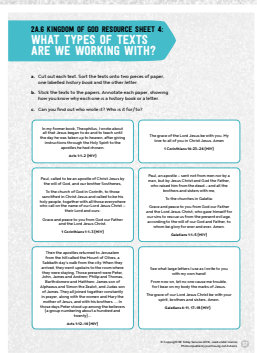 2A.6 KINGDOM OF GOD RESOURCE SHEET 4:
WHAT TYPES OF TEXTS
ARE WE WORKING WITH?
a. Cut out each text. Sort the texts onto two pieces of paper,
one labelled history book and the other letter.
b. Stick the texts to the papers. Annotate each paper, showing
how you know why each one is a history book or a letter.
c. Can you find out who wrote it? Who is it for/to?
In my former book, Theophilus, I wrote about
all that Jesus began to do and to teach until
the day he was taken up to heaven, after giving
instructions through the Holy Spirit to the
apostles he had chosen.
Acts 1:1-2 (NIV)
The grace of the Lord Jesus be with you. My
love to all of you in Christ Jesus. Amen.
1 Corinthians 16:23-24 (NIV)
Paul, called to be an apostle of Christ Jesus by
the will of God, and our brother Sosthenes,
To the church of God in Corinth, to those
sanctified in Christ Jesus and called to be his
holy people, together with all those everywhere
who call on the name of our Lord Jesus Christ –
their Lord and ours:
Grace and peace to you from God our Father
and the Lord Jesus Christ.
1 Corinthians 1:1-3 (NIV)
Paul, an apostle – sent not from men nor by a
man, but by Jesus Christ and God the Father,
who raised him from the dead – and all the
brothers and sisters with me,
To the churches in Galatia:
Grace and peace to you from God our Father and
the Lord Jesus Christ, who gave himself for
our sins to rescue us from the present evil age,
according to the will of our God and Father, to
whom be glory for ever and ever. Amen.
Galatians 1:1-5 (NIV)
Then the apostles returned to Jerusalem
from the hill called the Mount of Olives, a
Sabbath day's walk from the city. When they
arrived, they went upstairs to the room where
they were staying. Those present were Peter,
John, James and Andrew; Philip and Thomas,
Bartholomew and Matthew; James son of
Alphaeus and Simon the Zealot, and Judas son
of James. They all joined together constantly
in prayer, along with the women and Mary the
mother of Jesus, and with his brothers. In
those days Peter stood up among the believers
(a group numbering about a hundred and
twenty)...
Acts 1:12-15 (NIV)
See what large letters I use as I write to you
with my own hand!
From now on, let no one cause me trouble,
for I bear on my body the marks of Jesus.
The grace of our Lord Jesus Christ be with your
spirit, brothers and sisters. Amen.
Galatians 6:11, 17-18 (NIV)